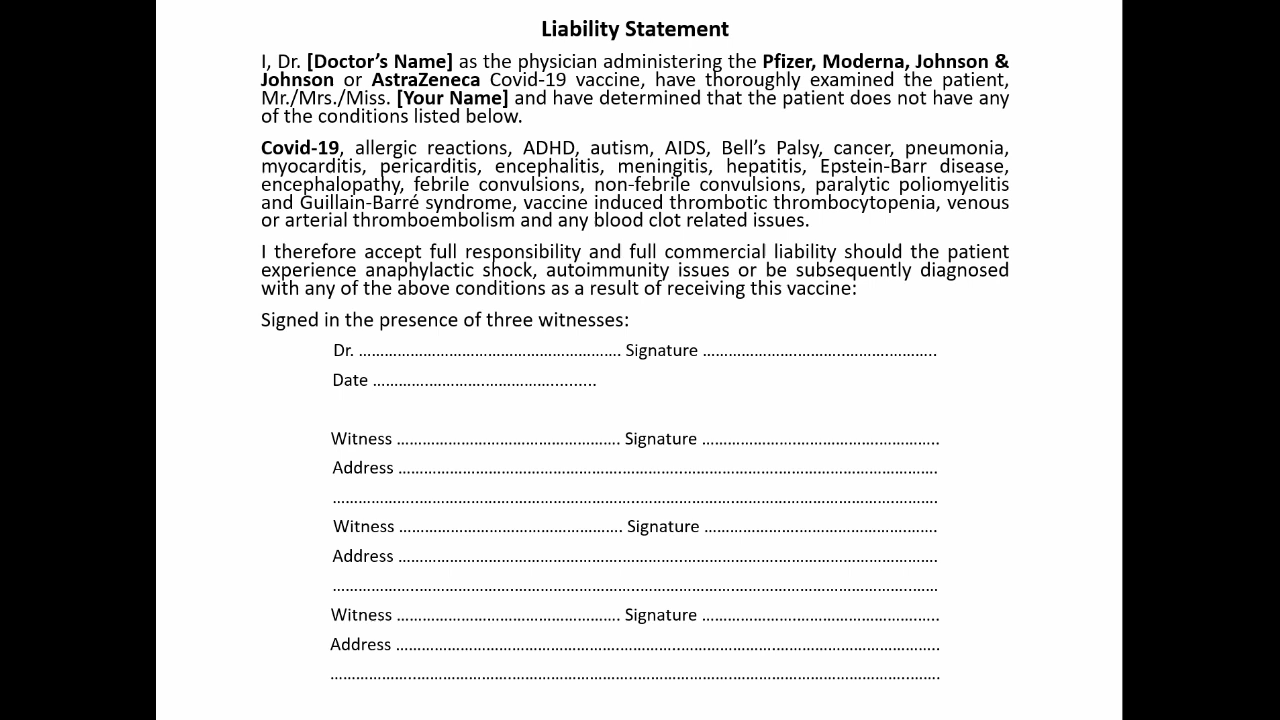 Liability Statement
I, Dr. [Doctor’s Name] as the physician administering the Pfizer, Moderna, Johnson &
Johnson or AstraZeneca Covid-19 vaccine, have thoroughly examined the patient,
Mr./Mrs./Miss. [Your Name] and have determined that the patient does not have any
of the conditions listed below.
Covid-19, allergic reactions, ADHD, autism, AIDS, Bell’s Palsy, cancer, pneumonia,
myocarditis, pericarditis, encephalitis, meningitis, hepatitis, Epstein-Barr disease,
encephalopathy, febrile convulsions, non-febrile convulsions, paralytic poliomyelitis
and Guillain-Barré syndrome, vaccine induced thrombotic thrombocytopenia, venous
or arterial thromboembolism and any blood clot related issues.
I therefore accept full responsibility and full commercial liability should the patient
experience anaphylactic shock, autoimmunity issues or be subsequently diagnosed
with any of the above conditions as a result of receiving this vaccine:
Signed in the presence of three witnesses:
Dr. ………………………………………………. Signature …………………………………………..
Date ………………………………………..
Witness ………………………………………. Signature …………………………………………..
Address ………………………………………………………………………………………………….
………………………………………………………………………………………………………………….
Witness ………………………………………. Signature …………………………………………..
Address ………………………………………………………………………………………………….
………………………………………………………………………………………………………………….
Witness ………………………………………. Signature …………………………………………..
Address ………………………………………………………………………………………………….
………………………………………………………………………………………………………………….